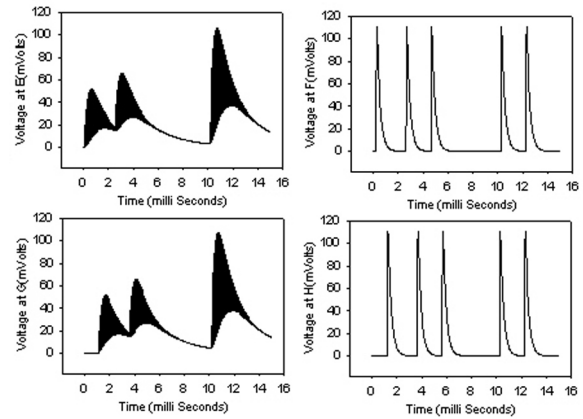 120
100
80
60
40
20
0
Voltage at E(mVolts)
0 2 4 6 8 10 12 14 16
Time (milli Seconds)
120
100
80
60
40
20
0
Voltage at F(mVolts)
0 2 4 6 8 10 12 14 16
Time (milli Seconds)
120
100
80
60
40
20
0
Voltage at G(mVolts)
0 2 4 6 8 10 12 14 16
Time (milli Seconds)
120
100
80
60
40
20
0
Voltage at H(mVolts)
0 2 4 6 8 10 12 14 16
Time (milli Seconds)